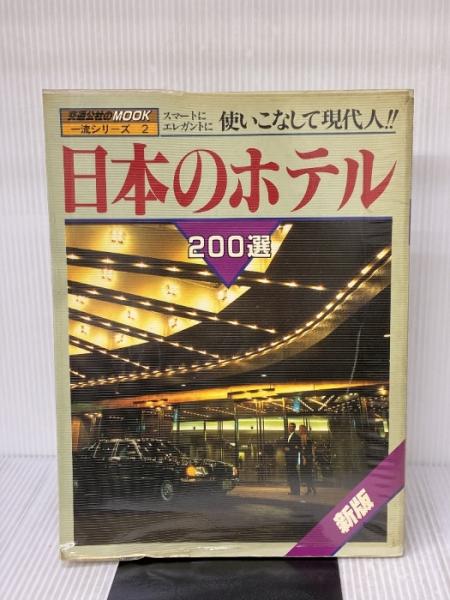 交通公社のMOOK
一流シリーズ 2
スマートに
エレガントに
使いこなして現代人!!
日本のホテル
200選
新版